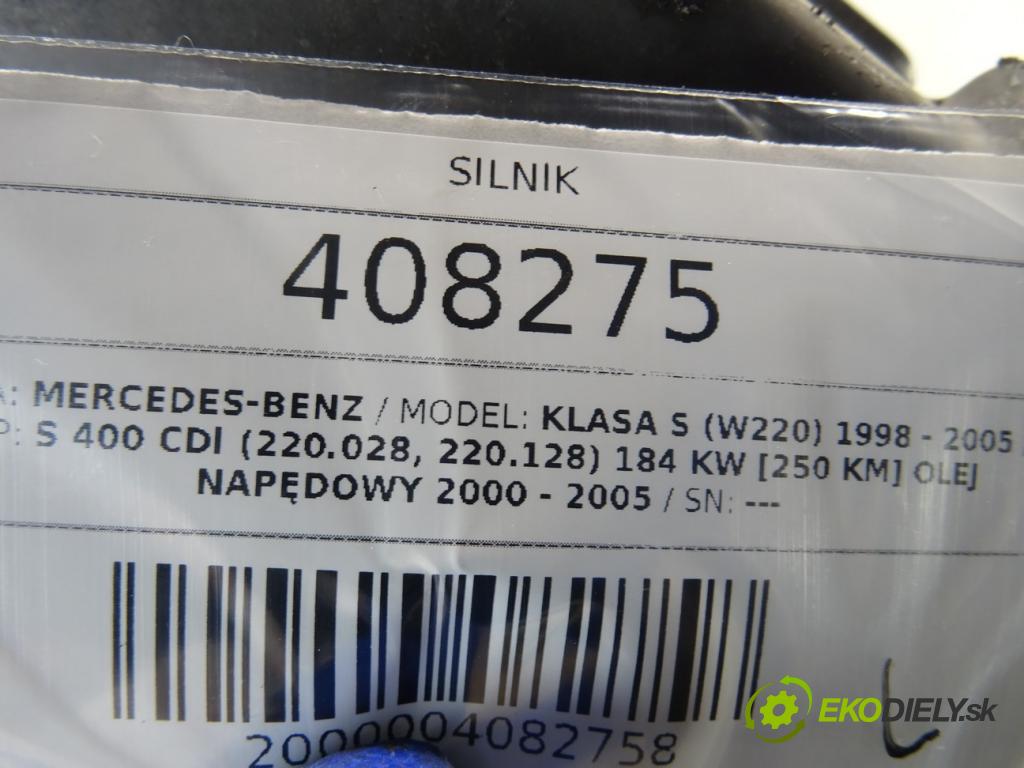 SILNIK
408275
A: MERCEDES-BENZ / MODEL: KLASA S (W220) 1998 - 2005 /
P: S 400 CDI (220.028, 220.128) 184 KW [250 KM] OLEJ
NAPĘDOWY 2000 - 2005 / SN: ---
2000004082758
EKODIELY.sk